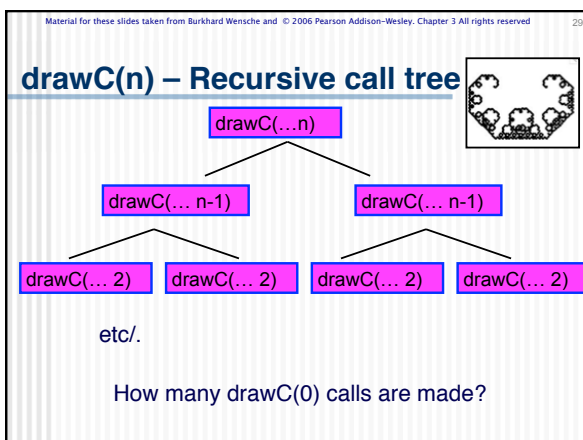 Material for these slides taken from Burkhard Wensche and © 2006 Pearson Addison-Wesley. Chapter 3 All rights reserved
29
drawC(n) – Recursive call tree
drawC(…n)
drawC(… n-1) drawC(… n-1)
drawC(… 2) drawC(… 2) drawC(… 2) drawC(… 2)
etc/.
How many drawC(0) calls are made?